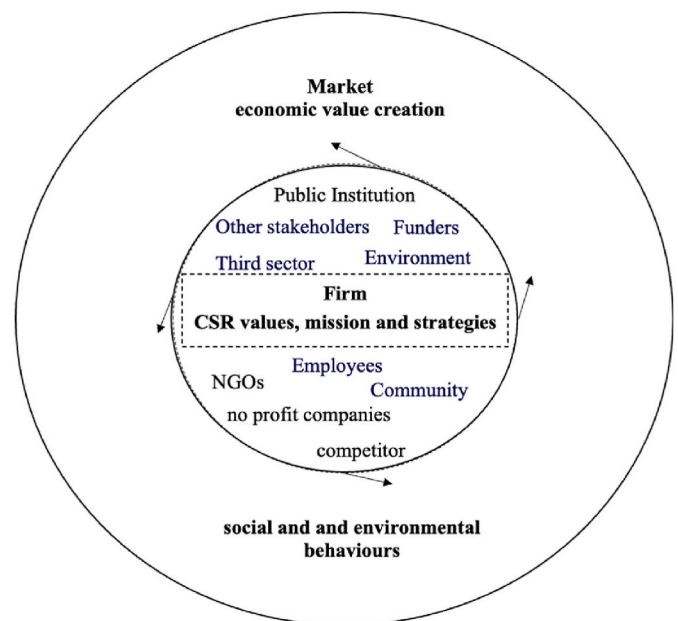 Market
economic value creation
Public Institution
Other stakeholders Funders
Third sector Environment
Firm
CSR values, mission and strategies
Employees
NGOs Community
no profit companies
competitor
social and and environmental
behaviours